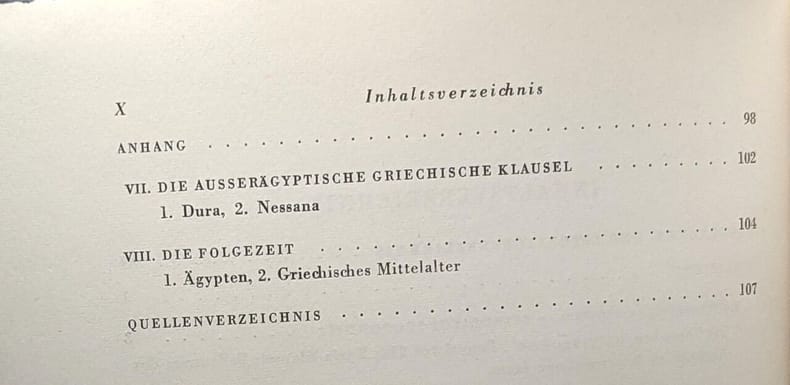 X Inhaltsverzeichnis
ANHANG . . . . . . . . . . . . . . . . . . . . . . . . . . . . . . 98
VII. DIE AUSSERÄGYPTISCHE GRIECHISCHE KLAUSEL . . . . . . . . 102
1. Dura, 2. Nessana
VIII. DIE FOLGEZEIT . . . . . . . . . . . . . . . . . . . . . . . . 104
1. Ägypten, 2. Griechisches Mittelalter
QUELLENVERZEICHNIS . . . . . . . . . . . . . . . . . . . . . . . 107